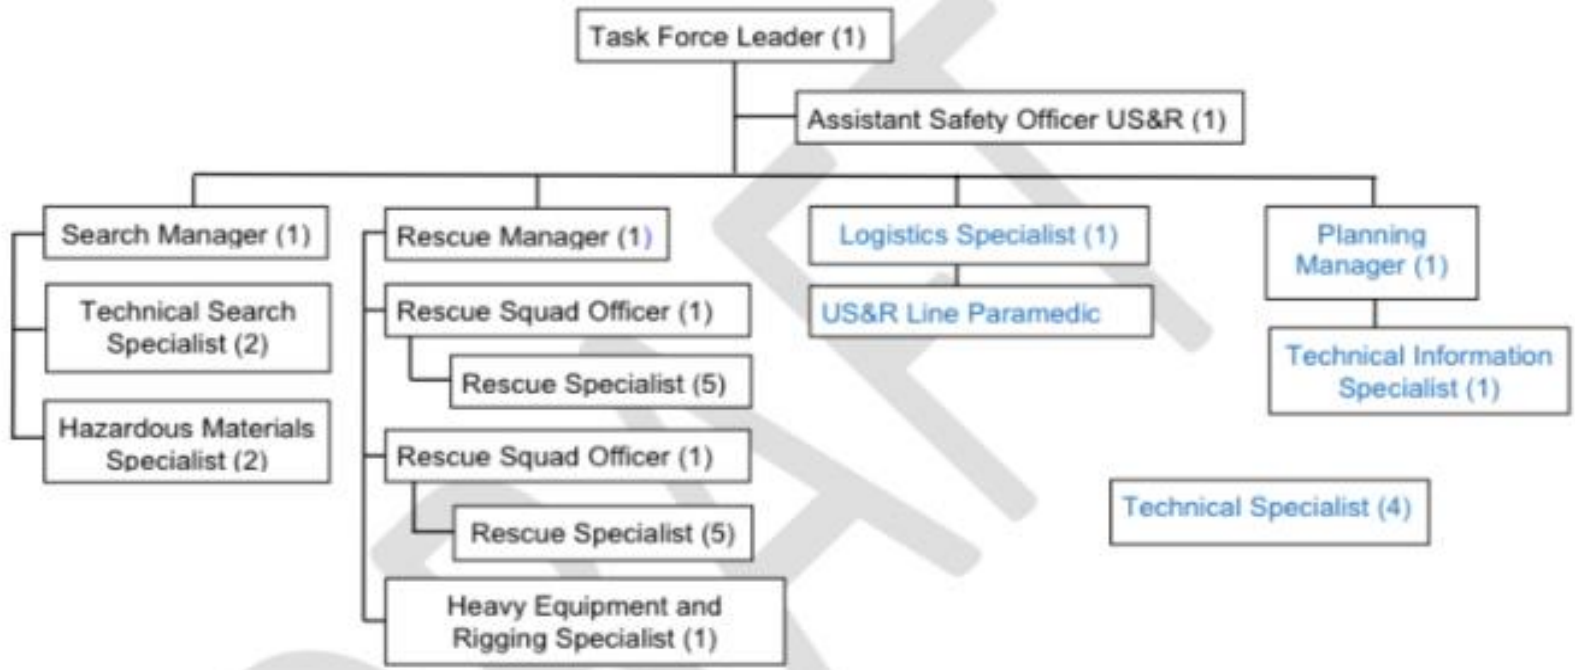 Task Force Leader (1)
Assistant Safety Officer US&R (1)
Search Manager (1)
Technical Search
Specialist (2)
Hazardous Materials
Specialist (2)
Rescue Manager (1)
Rescue Squad Officer (1)
Rescue Specialist (5)
Rescue Squad Officer (1)
Rescue Specialist (5)
Heavy Equipment and
Rigging Specialist (1)
Logistics Specialist (1)
US&R Line Paramedic
Planning
Manager (1)
Technical Information
Specialist (1)
Technical Specialist (4)
DRAFT